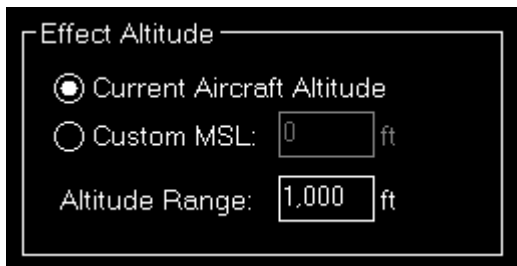 Effect Altitude
Current Aircraft Altitude
Custom MSL: 0 ft
Altitude Range: 1,000 ft